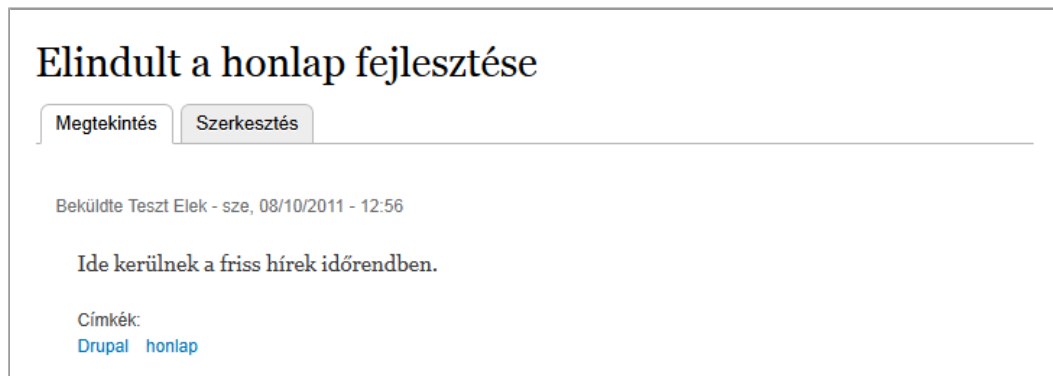 Elindult a honlap fejlesztése
Megtekintés Szerkesztés
Beküldte Teszt Elek - sze, 08/10/2011 - 12:56
Ide kerülnek a friss hírek időrendben.
Címkék:
Drupal honlap